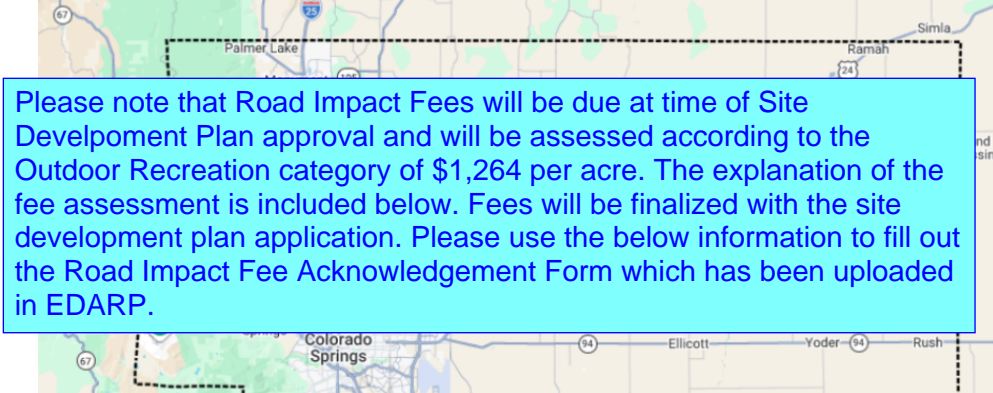 67
25
Simla
Palmer Lake
Ramah
24
Please note that Road Impact Fees will be due at time of Site
Develpoment Plan approval and will be assessed according to the
Outdoor Recreation category of $1,264 per acre. The explanation of the
fee assessment is included below. Fees will be finalized with the site
development plan application. Please use the below information to fill out
the Road Impact Fee Acknowledgement Form which has been uploaded
in EDARP.
Colorado
Springs
94
Ellicott
Yoder
94
Rush
67